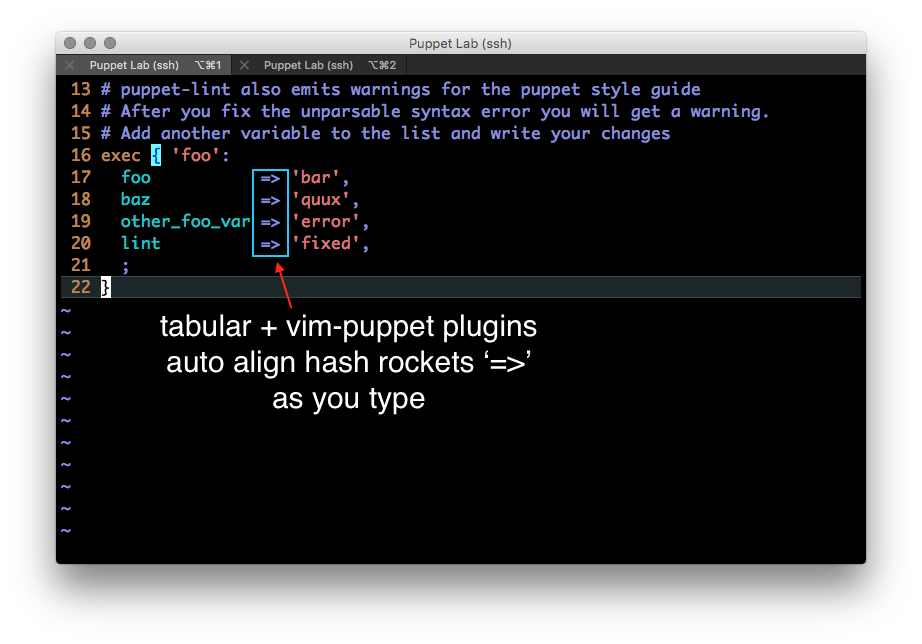 Puppet Lab (ssh)
Puppet Lab (ssh) ⌥⌘1 Puppet Lab (ssh) ⌥⌘2
13 # puppet-lint also emits warnings for the puppet style guide
14 # After you fix the unparsable syntax error you will get a warning.
15 # Add another variable to the list and write your changes
16 exec { 'foo':
17   foo           => 'bar',
18   baz           => 'quux',
19   other_foo_var => 'error',
20   lint          => 'fixed',
21   ;
22 }
~
~
~
~
~
~
~
~
~
~
~
tabular + vim-puppet plugins
auto align hash rockets ‘=>’
as you type